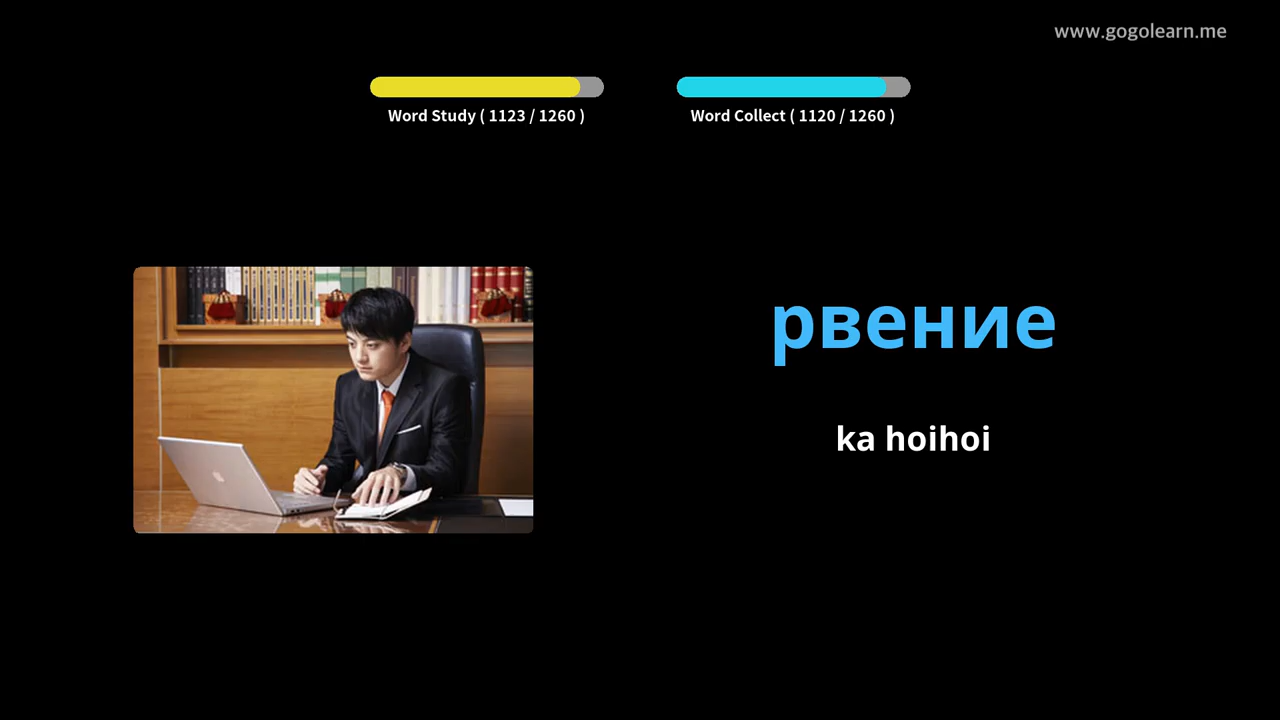 www.gogolearn.me
Word Study ( 1123 / 1260 )
Word Collect ( 1120 / 1260 )
рвение
ka hoihoi